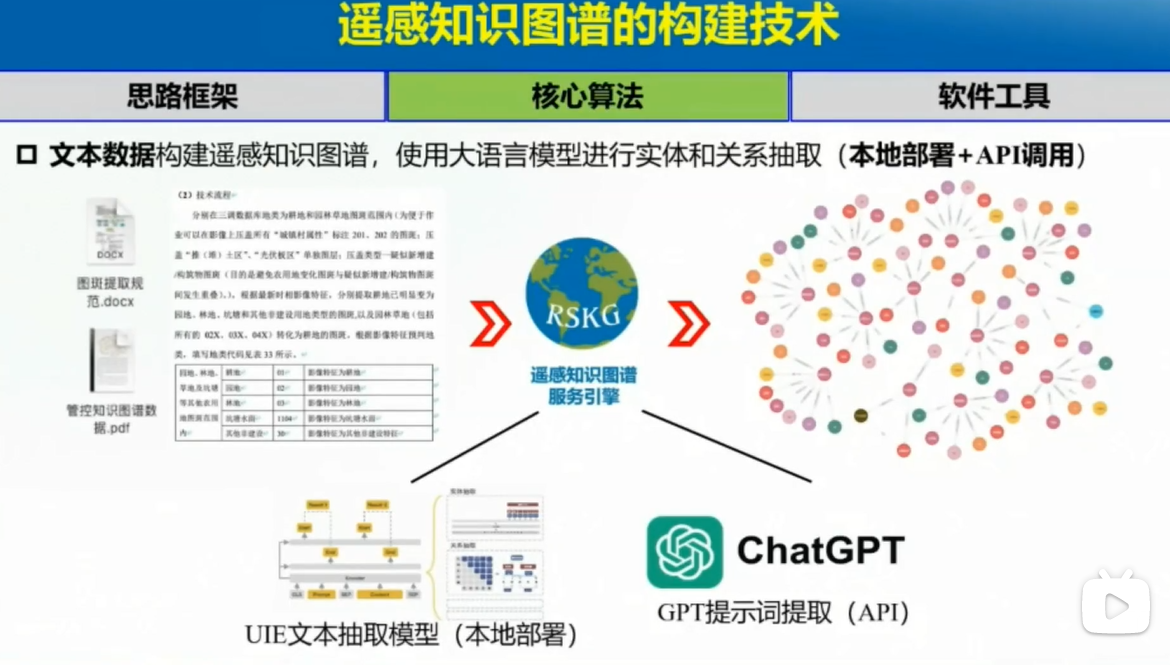 遥感知识图谱的构建技术
思路框架
核心算法
软件工具
文本数据构建遥感知识图谱，使用大语言模型进行实体和关系抽取（本地部署+API调用）
DOCX
图斑提取规
范.docx
管控知识图谱数
据.pdf
（2）技术流程
分别在三调数据库地类为耕地和园林草地图斑范围内（为便于作
业可以在影像上压盖所有“城镇村属性”标注 201、202 的图斑；压
盖“推（堆）土区”、“光伏板区”单独图层；压盖类型一疑似新增建
/构筑物图斑（目的是避免农用地变化图斑与疑似新增建/构筑物图斑
间发生重叠）。），根据最新时相影像特征，分别提取耕地已明显变为
园地、林地、坑塘和其他非建设用地类型的图斑，以及园林草地（包括
所有的 02X、03X、04X）转化为耕地的图斑。根据影像特征预判地
类，填写地类代码见表 33 所示。
园地、林地、
草地及坑塘
等其他农用
地图斑范围
内
耕地 01 影像特征为耕地
园地 02 影像特征为园地
林地 03 影像特征为林地
坑塘水面 1104 影像特征为坑塘水面
其他非建设 30 影像特征为其他非建设特征
RSKG
遥感知识图谱
服务引擎
实体抽取
关系抽取
Encoder
UIE文本抽取模型（本地部署）
ChatGPT
GPT提示词提取（API）